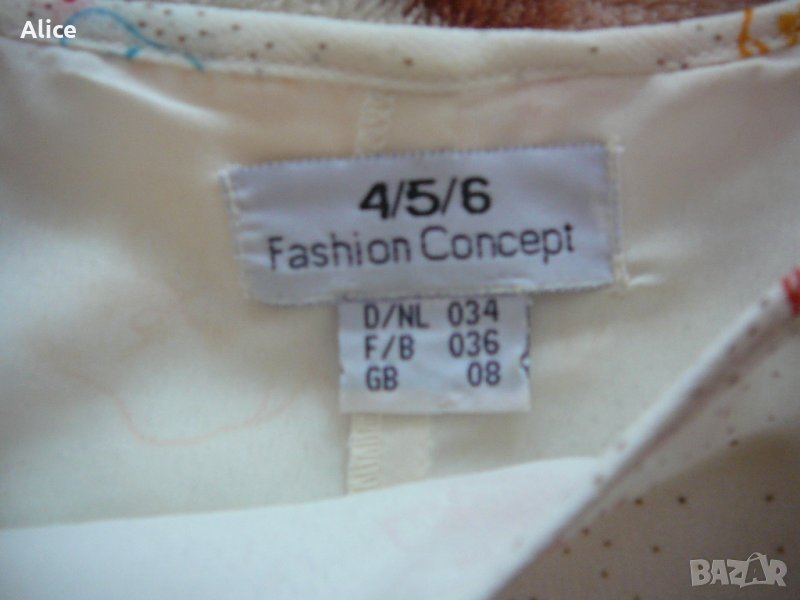 Alice
4/5/6
Fashion Concept
D/NL 034
F/B 036
GB 08
BAZAR